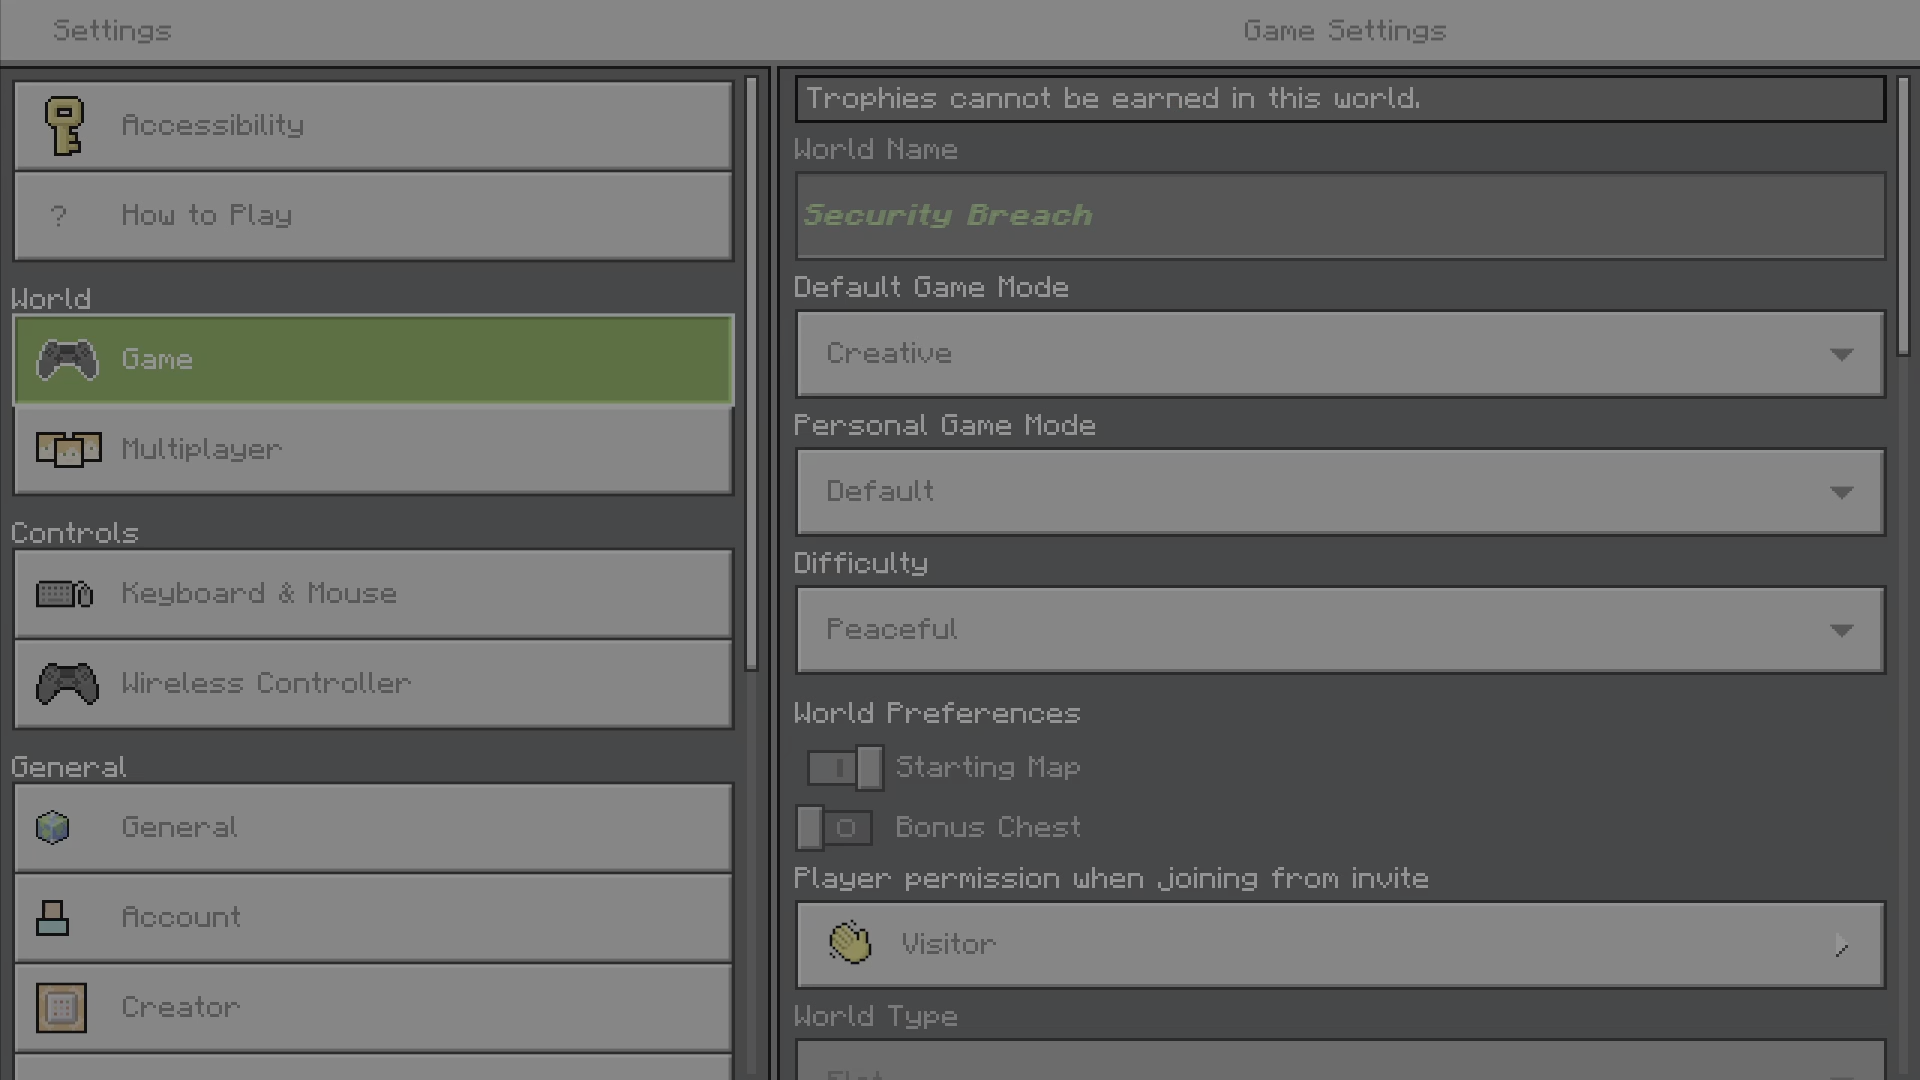 Settings
Game Settings
Accessibility
? How to Play
World
Game
Multiplayer
Controls
Keyboard & Mouse
Wireless Controller
General
General
Account
Creator
Trophies cannot be earned in this world.
World Name
Security Breach
Default Game Mode
Creative
Personal Game Mode
Default
Difficulty
Peaceful
World Preferences
Starting Map
Bonus Chest
Player permission when joining from invite
Visitor
World Type
Flat